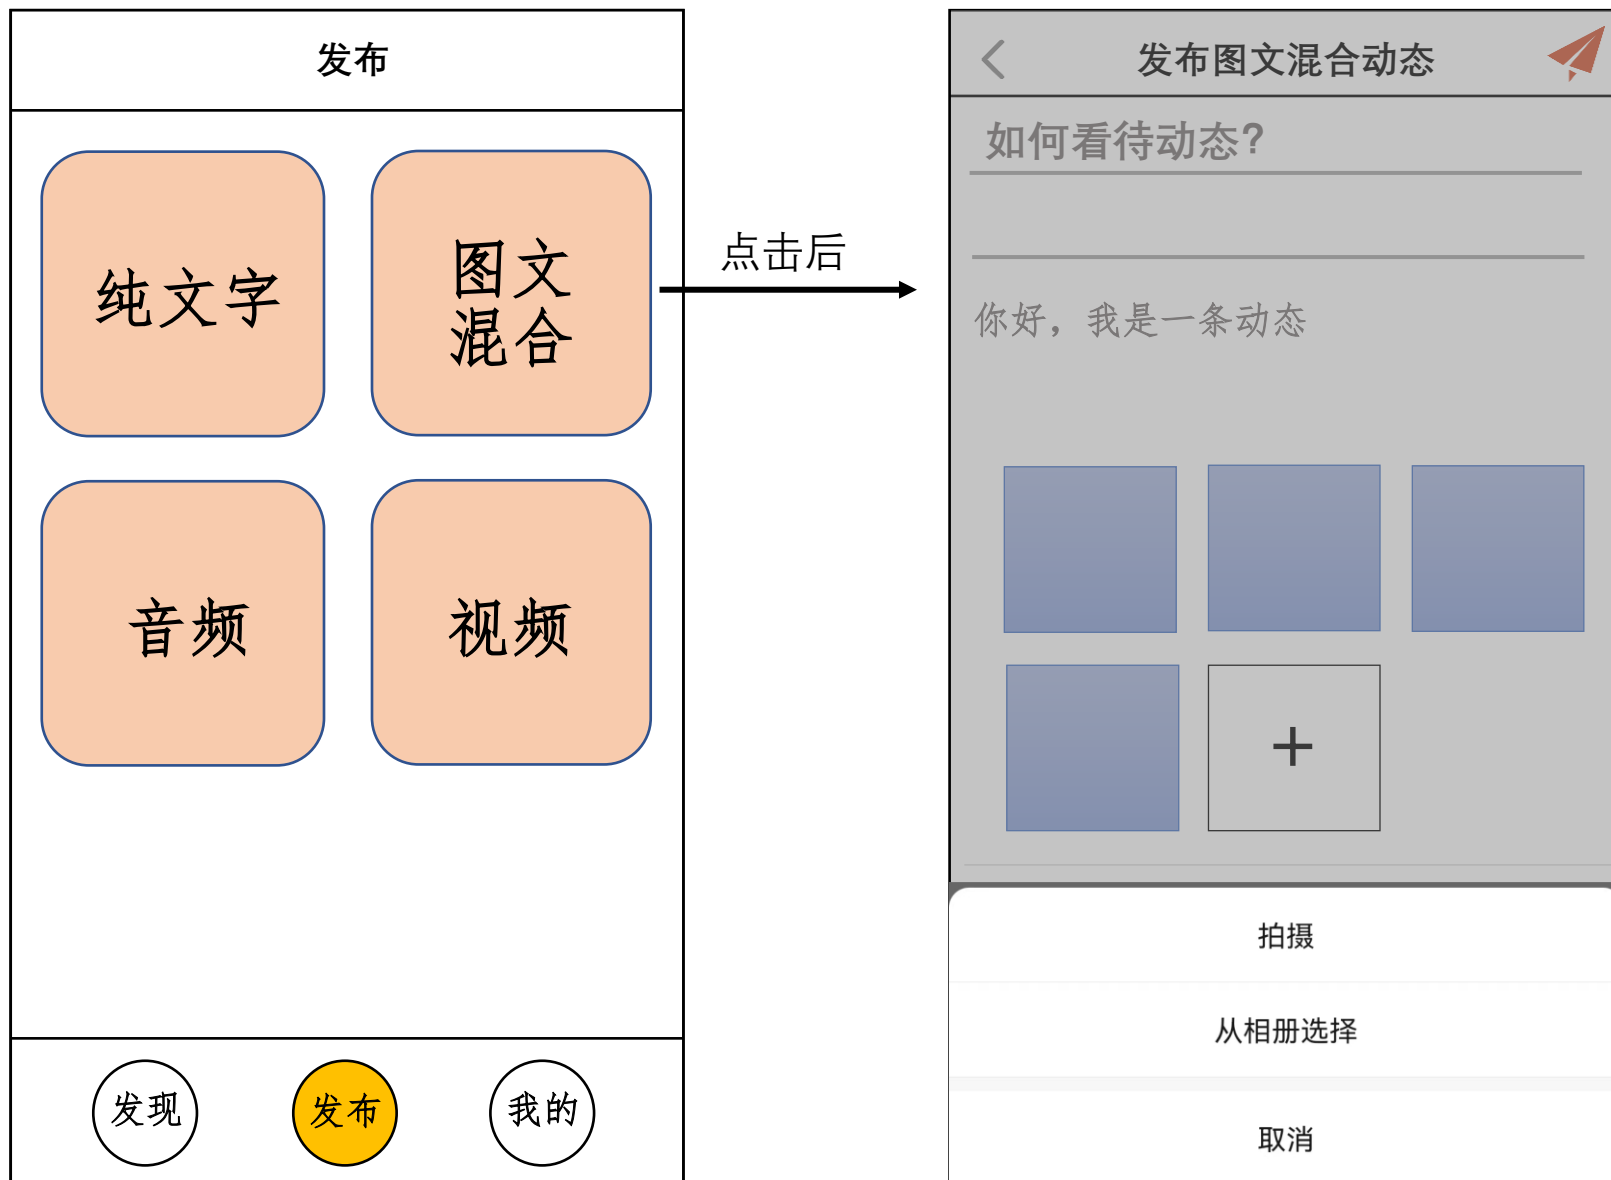 发布
纯文字
图文
混合
音频
视频
发现
发布
我的
点击后
发布图文混合动态
如何看待动态?
你好，我是一条动态
+
拍摄
从相册选择
取消